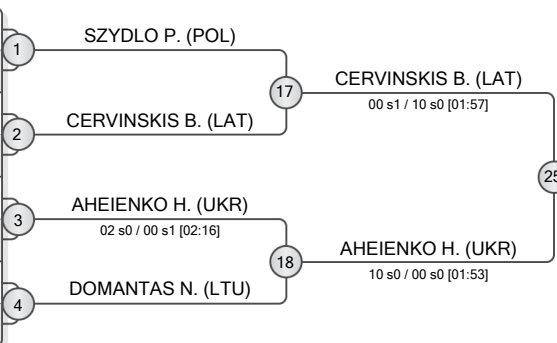 SZYDLO P. (POL)
1
17
CERVINSKIS B. (LAT)
00 s1 / 10 s0 [01:57]
CERVINSKIS B. (LAT)
2
25
AHEIENKO H. (UKR)
3
02 s0 / 00 s1 [02:16]
18
AHEIENKO H. (UKR)
10 s0 / 00 s0 [01:53]
DOMANTAS N. (LTU)
4